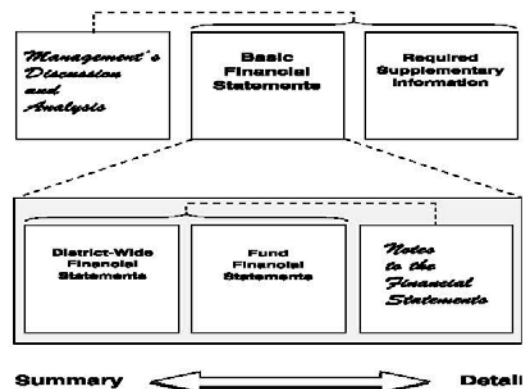 Management's
Discussion
and
Analysis
Basic
Financial
Statements
Required
Supplementary
Information
District-Wide
Financial
Statements
Fund
Financial
Statements
Notes
to the
Financial
Statements
Summary
Detail